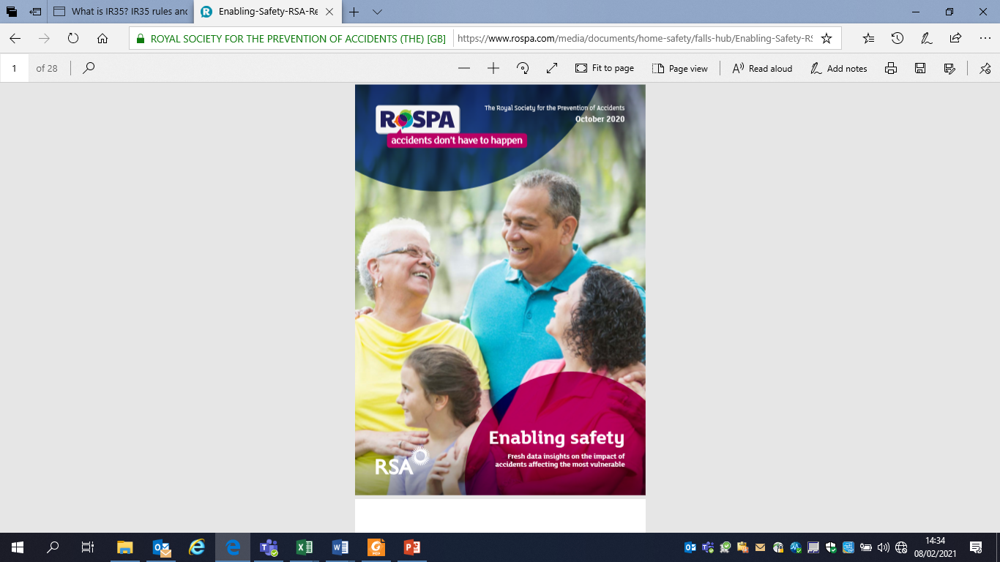 What is IR35? IR35 rules and
Enabling-Safety-RSA-Re
ROYAL SOCIETY FOR THE PREVENTION OF ACCIDENTS (THE) [GB]
https://www.rospa.com/media/documents/home-safety/falls-hub/Enabling-Safety-RS
1 of 28
Fit to page
Page view
Read aloud
Add notes
ROSPA
accidents don't have to happen
The Royal Society for the Prevention of Accidents
October 2020
Enabling safety
Fresh data insights on the impact of
accidents affecting the most vulnerable
RSA
14:34
08/02/2021